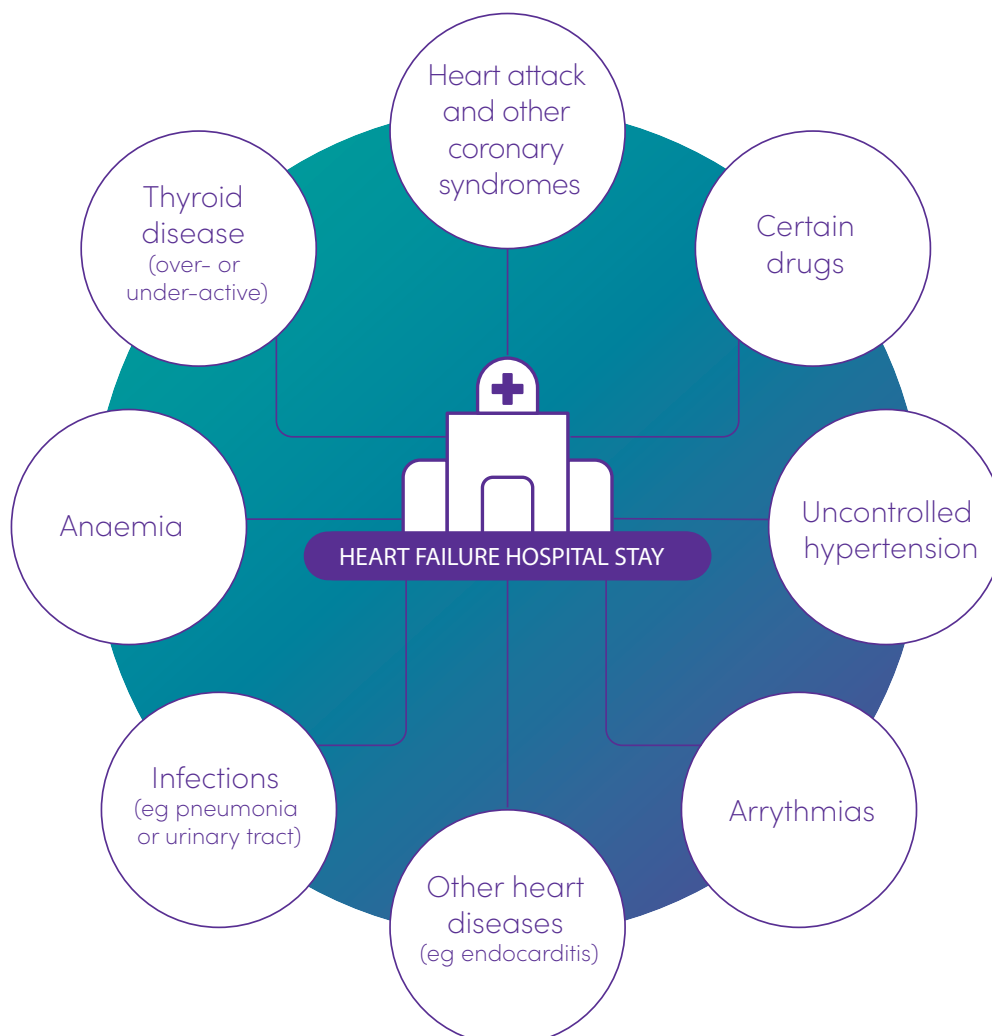 Heart attack
and other
coronary
syndromes
Certain
drugs
Uncontrolled
hypertension
Arrythmias
Other heart
diseases
(eg endocarditis)
Infections
(eg pneumonia
or urinary tract)
Anaemia
Thyroid
disease
(over- or
under-active)
HEART FAILURE HOSPITAL STAY